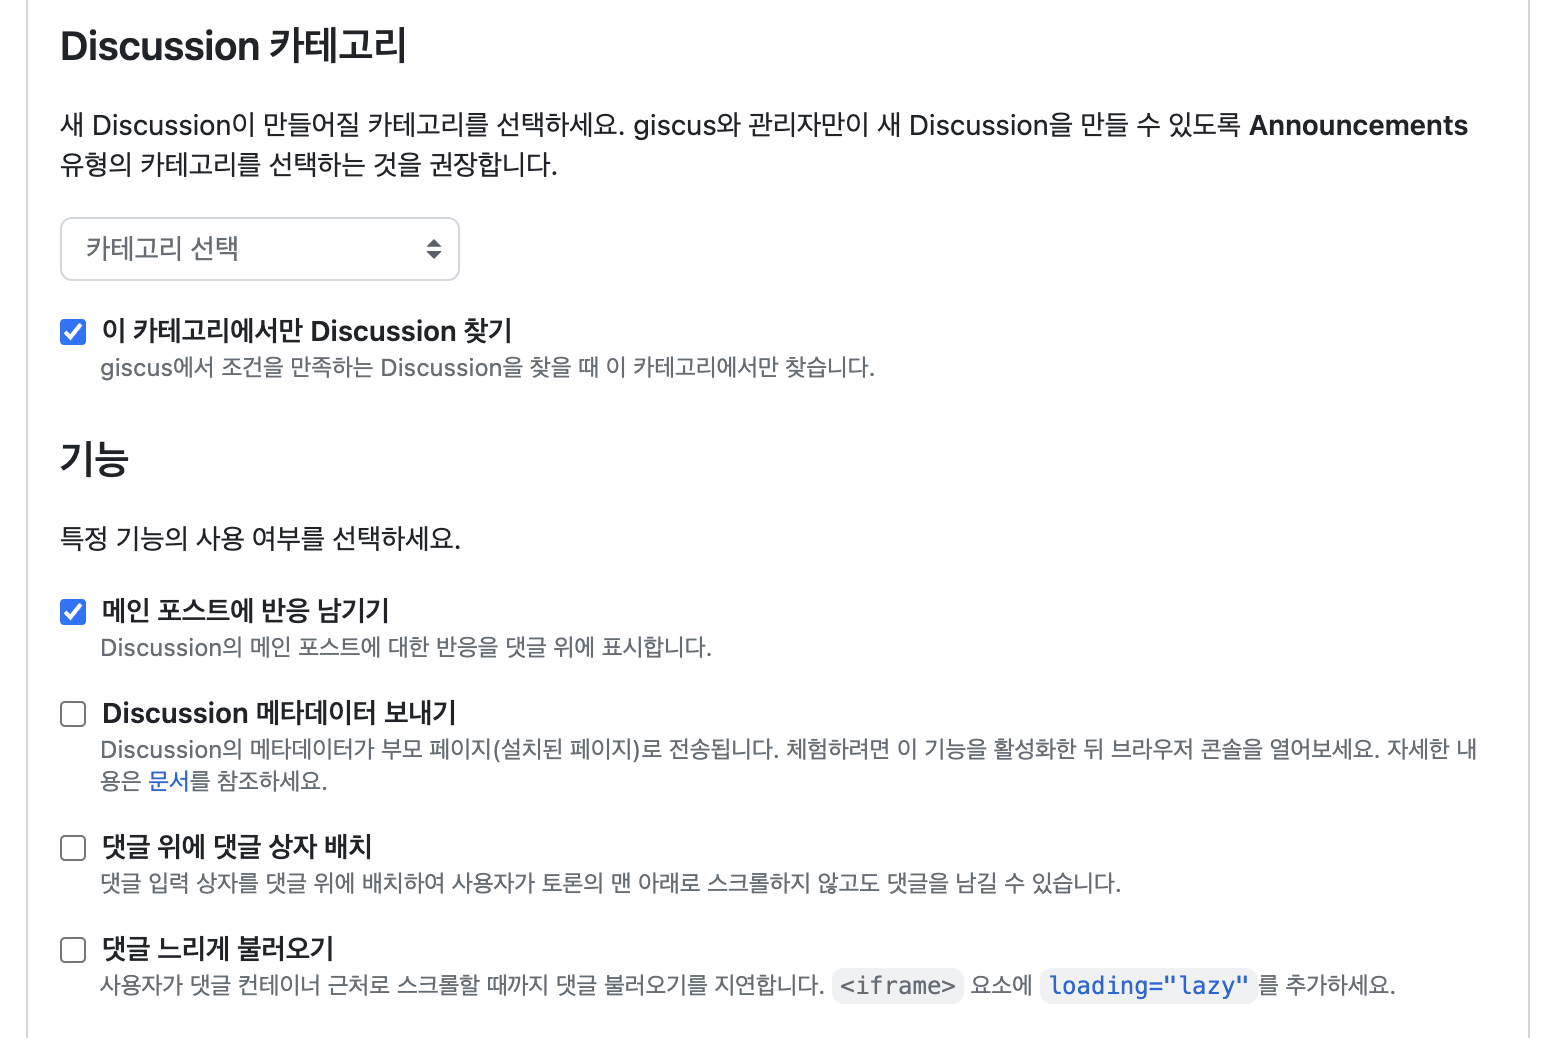 Discussion 카테고리
새 Discussion이 만들어질 카테고리를 선택하세요. giscus와 관리자만이 새 Discussion을 만들 수 있도록 Announcements
유형의 카테고리를 선택하는 것을 권장합니다.
카테고리 선택
이 카테고리에서만 Discussion 찾기
giscus에서 조건을 만족하는 Discussion을 찾을 때 이 카테고리에서만 찾습니다.
기능
특정 기능의 사용 여부를 선택하세요.
메인 포스트에 반응 남기기
Discussion의 메인 포스트에 대한 반응을 댓글 위에 표시합니다.
Discussion 메타데이터 보내기
Discussion의 메타데이터가 부모 페이지(설치된 페이지)로 전송됩니다. 체험하려면 이 기능을 활성화한 뒤 브라우저 콘솔을 열어보세요. 자세한 내
용은 문서를 참조하세요.
댓글 위에 댓글 상자 배치
댓글 입력 상자를 댓글 위에 배치하여 사용자가 토론의 맨 아래로 스크롤하지 않고도 댓글을 남길 수 있습니다.
댓글 느리게 불러오기
사용자가 댓글 컨테이너 근처로 스크롤할 때까지 댓글 불러오기를 지연합니다. <iframe> 요소에 loading="lazy"를 추가하세요.